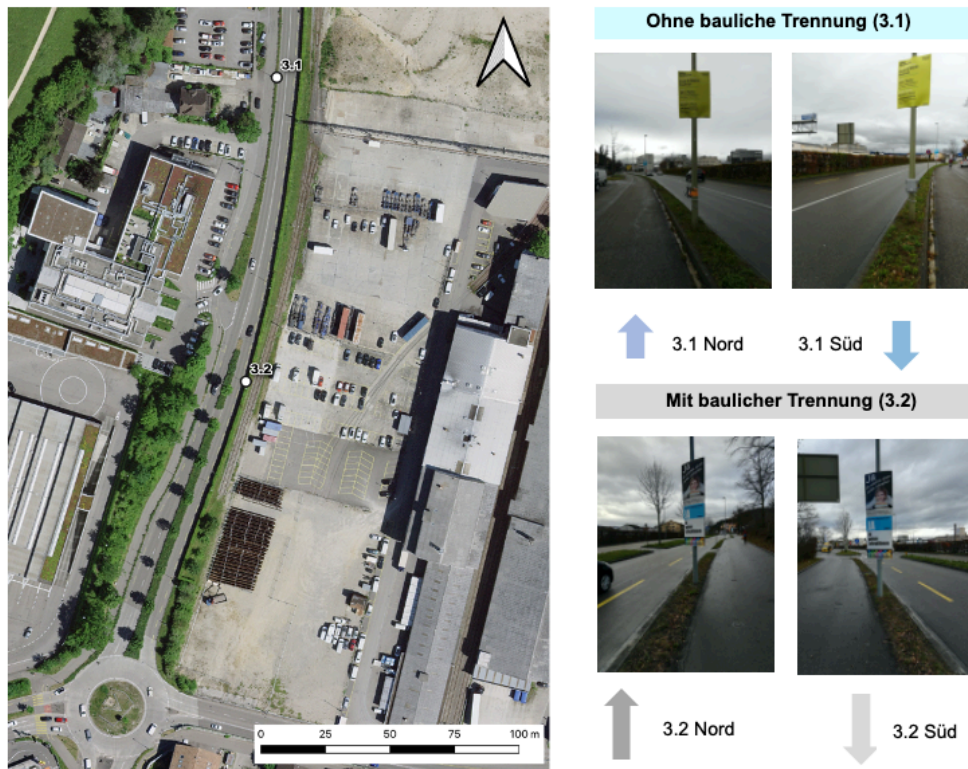 Ohne bauliche Trennung (3.1)
3.1
3.2
3.1 Nord
3.1 Süd
Mit baulicher Trennung (3.2)
3.2 Nord
3.2 Süd
0 25 50 75 100 m